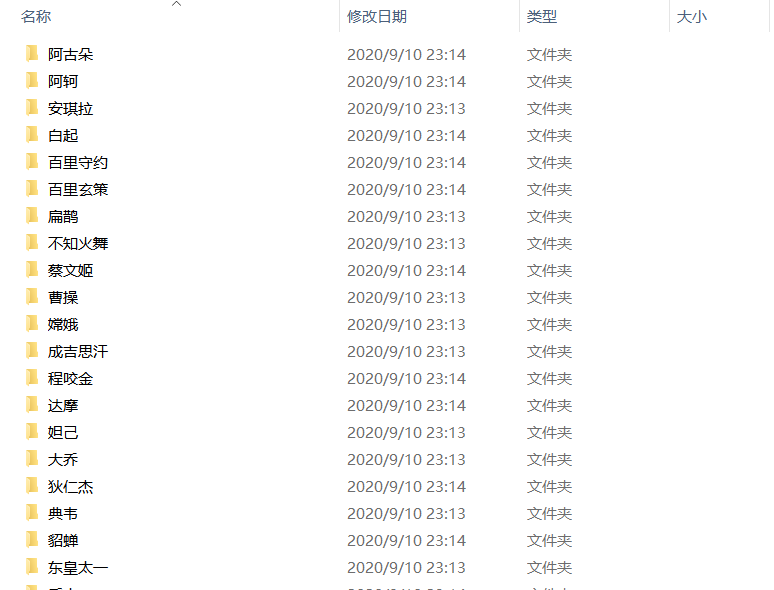 名称 修改日期 类型 大小
阿古朵 2020/9/10 23:14 文件夹
阿轲 2020/9/10 23:14 文件夹
安琪拉 2020/9/10 23:13 文件夹
白起 2020/9/10 23:14 文件夹
百里守约 2020/9/10 23:14 文件夹
百里玄策 2020/9/10 23:14 文件夹
扁鹊 2020/9/10 23:13 文件夹
不知火舞 2020/9/10 23:13 文件夹
蔡文姬 2020/9/10 23:14 文件夹
曹操 2020/9/10 23:13 文件夹
嫦娥 2020/9/10 23:13 文件夹
成吉思汗 2020/9/10 23:13 文件夹
程咬金 2020/9/10 23:14 文件夹
达摩 2020/9/10 23:14 文件夹
妲己 2020/9/10 23:13 文件夹
大乔 2020/9/10 23:13 文件夹
狄仁杰 2020/9/10 23:14 文件夹
典韦 2020/9/10 23:13 文件夹
貂蝉 2020/9/10 23:14 文件夹
东皇太一 2020/9/10 23:13 文件夹